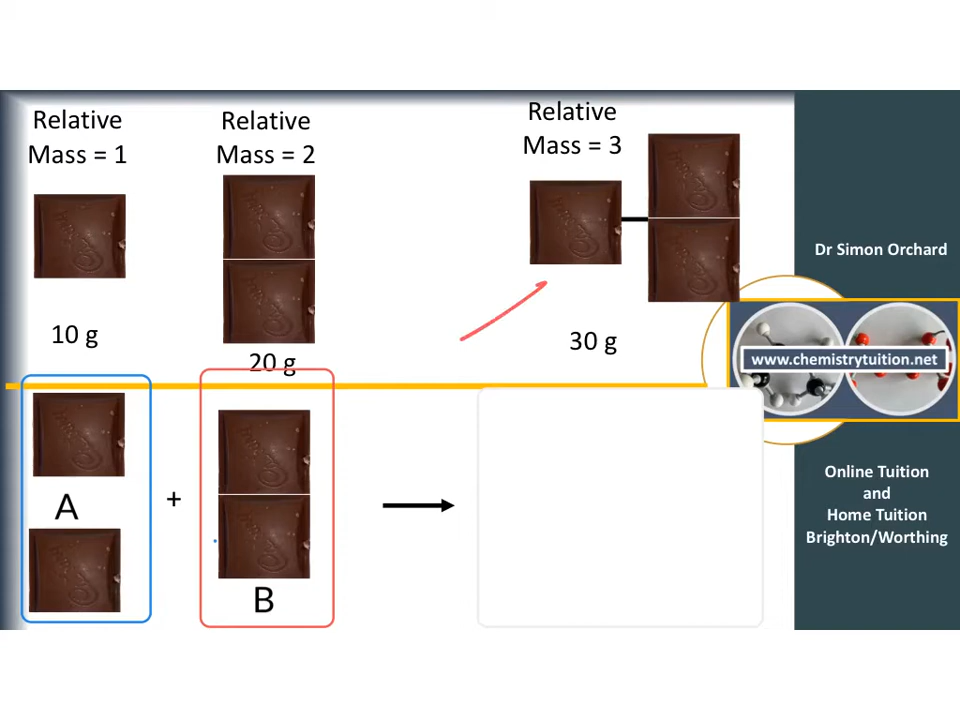 Relative
Mass = 1
Relative
Mass = 2
Relative
Mass = 3
10 g
20 g
30 g
A
+
B
Dr Simon Orchard
www.chemistrytuition.net
Online Tuition
and
Home Tuition
Brighton/Worthing